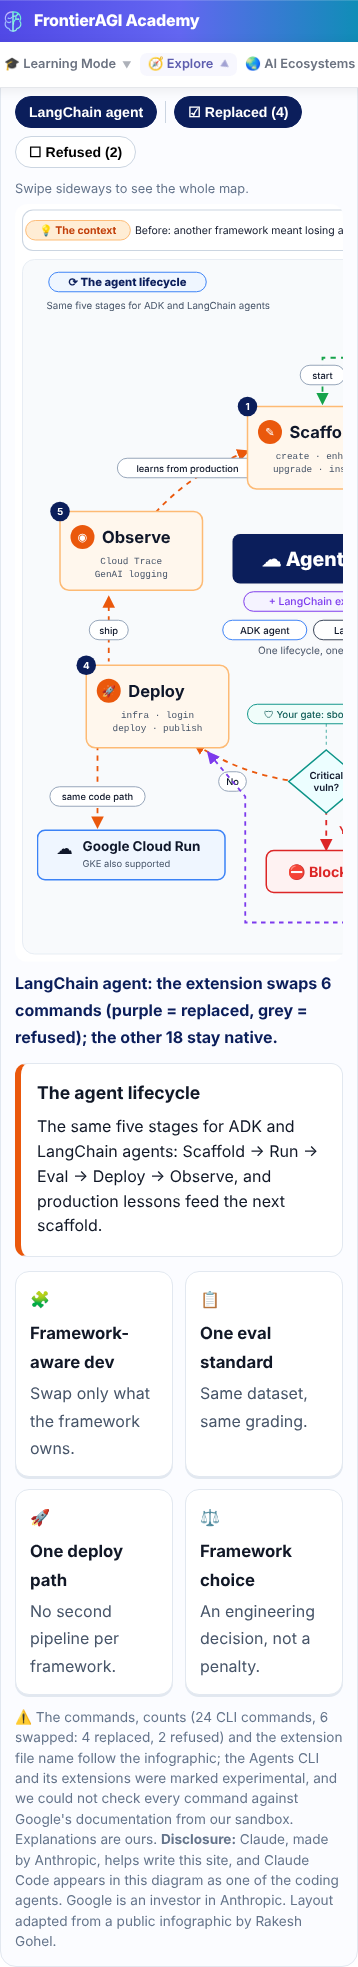 FrontierAGI Academy
🎓 Learning Mode ▼ 🧭 Explore ▲ 🌏 AI Ecosystems
LangChain agent ☑ Replaced (4)
☐ Refused (2)
Swipe sideways to see the whole map.
💡 The context Before: another framework meant losing a
⟳ The agent lifecycle
Same five stages for ADK and LangChain agents
start
1
✎ Scaffo
create · enh
upgrade · ins
learns from production
5
◉ Observe
Cloud Trace
GenAI logging
☁ Agent
+ LangChain ex
ADK agent La
One lifecycle, one
ship
4
🚀 Deploy
infra · login
deploy · publish
🛡 Your gate: sbo
No
Critical
vuln?
same code path
Y
☁ Google Cloud Run
GKE also supported
⛔ Block
LangChain agent: the extension swaps 6
commands (purple = replaced, grey =
refused); the other 18 stay native.
The agent lifecycle
The same five stages for ADK and
LangChain agents: Scaffold → Run →
Eval → Deploy → Observe, and
production lessons feed the next
scaffold.
🧩
Framework-
aware dev
Swap only what
the framework
owns.
📋
One eval
standard
Same dataset,
same grading.
🚀
One deploy
path
No second
pipeline per
framework.
⚖️
Framework
choice
An engineering
decision, not a
penalty.
⚠️ The commands, counts (24 CLI commands, 6
swapped: 4 replaced, 2 refused) and the extension
file name follow the infographic; the Agents CLI
and its extensions were marked experimental, and
we could not check every command against
Google's documentation from our sandbox.
Explanations are ours. Disclosure: Claude, made
by Anthropic, helps write this site, and Claude
Code appears in this diagram as one of the coding
agents. Google is an investor in Anthropic. Layout
adapted from a public infographic by Rakesh
Gohel.